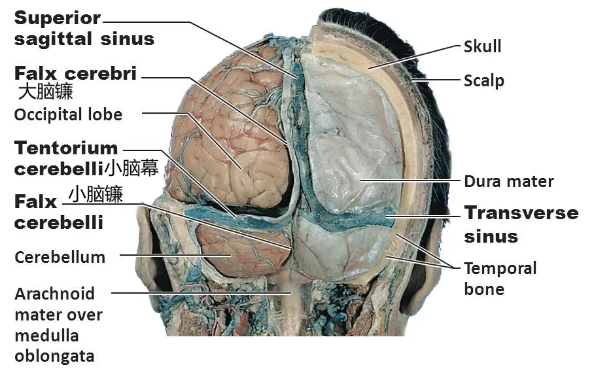 Superior
sagittal sinus
Falx cerebri
大脑镰
Occipital lobe
Tentorium
cerebelli小脑幕
Falx 小脑镰
cerebelli
Cerebellum
Arachnoid
mater over
medulla
oblongata
Skull
Scalp
Dura mater
Transverse
sinus
Temporal
bone